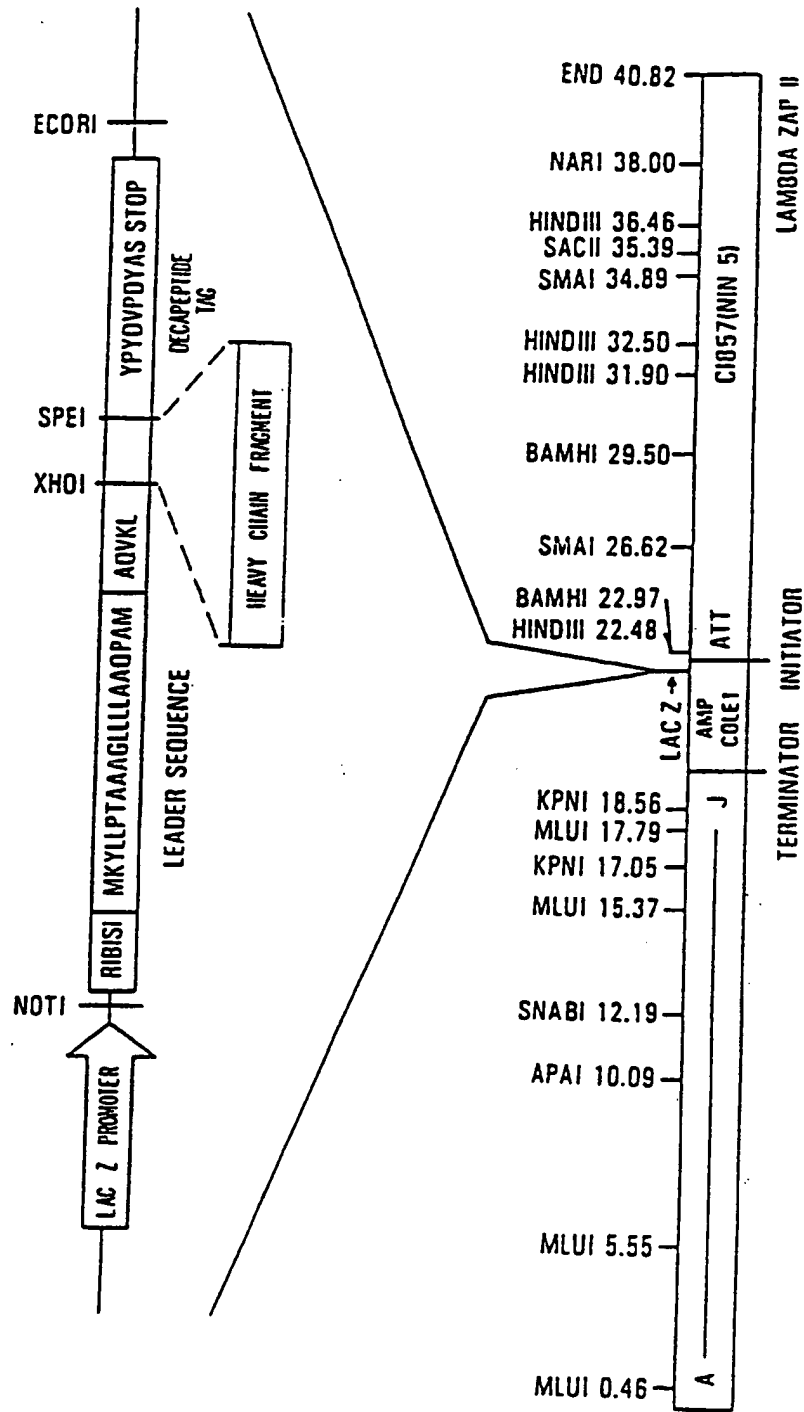 ECORI
YPYDVPDYAS STOP
DECAPEPTIDE
TAG
SPEI
XHOI
HEAVY CHAIN FRAGMENT
AQVKL
MKYLLPTAAAGLLLLAAQPAM
LEADER SEQUENCE
RIBISI
NOTI
LAC Z PROMOTER
END 40.82
NARI 38.00
HINDIII 36.46
SACII 35.39
SMAI 34.89
HINDIII 32.50
HINDIII 31.90
BAMHI 29.50
SMAI 26.62
BAMHI 22.97
HINDIII 22.48
LAC Z →
KPNI 18.56
MLUI 17.79
KPNI 17.05
MLUI 15.37
SNABI 12.19
APAI 10.09
MLUI 5.55
MLUI 0.46
CI857(NIN 5)
ATT
AMP
COLE1
J
A
LAMBDA ZAP II
INITIATOR
TERMINATOR